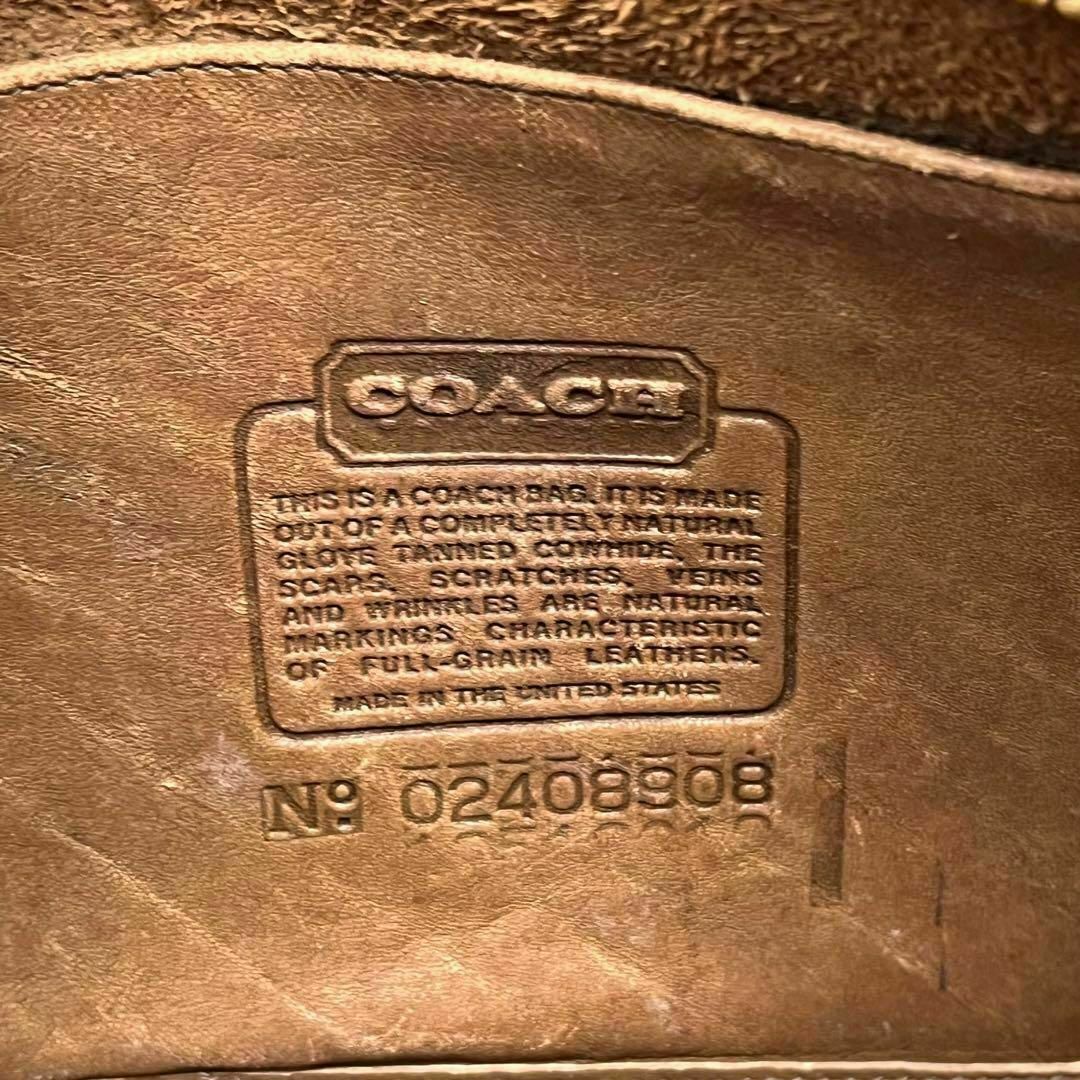 COACH
THIS IS A COACH BAG. IT IS MADE
OUT OF A COMPLETELY NATURAL
GLOVE TANNED COWHIDE, THE
SCARS, SCRATCHES, VEINS
AND WRINKLES ARE NATURAL
MARKINGS CHARACTERISTIC
OF FULL-GRAIN LEATHERS.
MADE IN THE UNITED STATES
No. 02408908